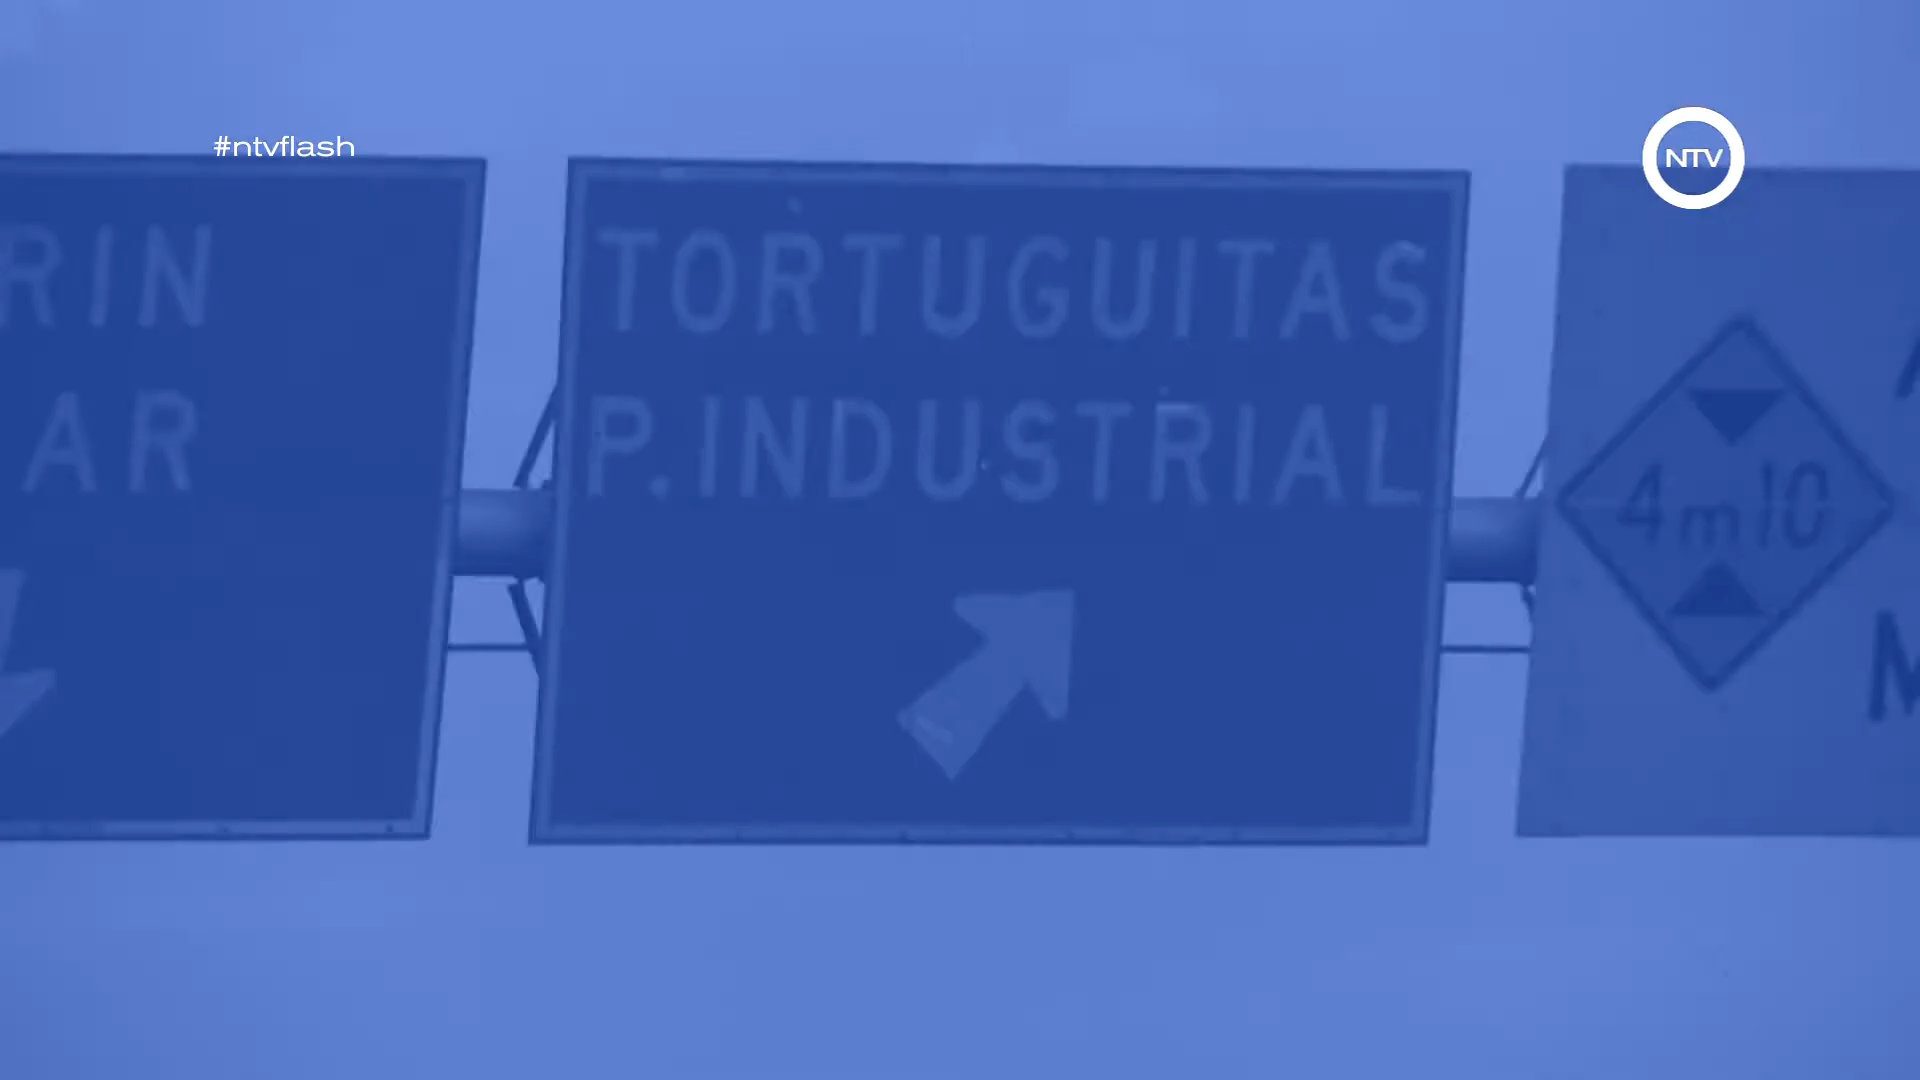 #ntvflash
NTV
RIN
AR
TORTUGUITAS
P.INDUSTRIAL
4m10